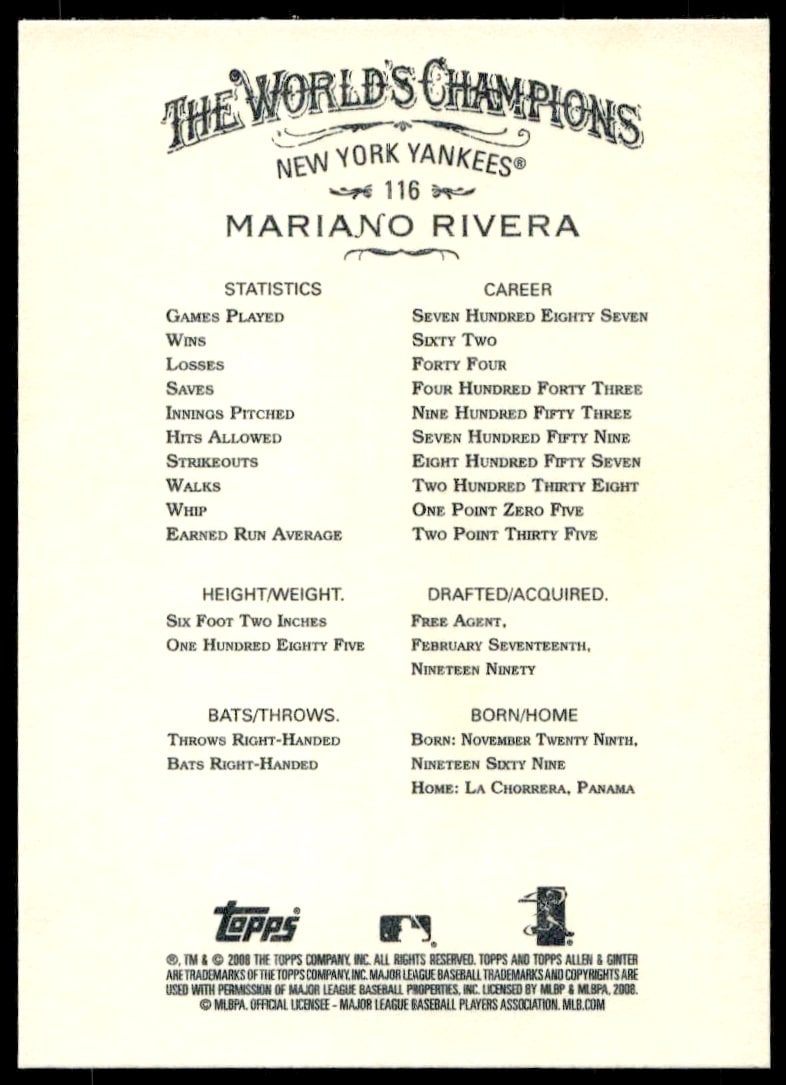 THE WORLD'S CHAMPIONS
NEW YORK YANKEES®
116
MARIANO RIVERA
STATISTICS CAREER
GAMES PLAYED SEVEN HUNDRED EIGHTY SEVEN
WINS SIXTY TWO
LOSSES FORTY FOUR
SAVES FOUR HUNDRED FORTY THREE
INNINGS PITCHED NINE HUNDRED FIFTY THREE
HITS ALLOWED SEVEN HUNDRED FIFTY NINE
STRIKEOUTS EIGHT HUNDRED FIFTY SEVEN
WALKS TWO HUNDRED THIRTY EIGHT
WHIP ONE POINT ZERO FIVE
EARNED RUN AVERAGE TWO POINT THIRTY FIVE
HEIGHT/WEIGHT.
SIX FOOT TWO INCHES
ONE HUNDRED EIGHTY FIVE
DRAFTED/ACQUIRED.
FREE AGENT,
FEBRUARY SEVENTEENTH,
NINETEEN NINETY
BATS/THROWS.
THROWS RIGHT-HANDED
BATS RIGHT-HANDED
BORN/HOME
BORN: NOVEMBER TWENTY NINTH,
NINETEEN SIXTY NINE
HOME: LA CHORRERA, PANAMA
Topps®
®, TM & © 2008 THE TOPPS COMPANY, INC. ALL RIGHTS RESERVED. TOPPS AND TOPPS ALLEN & GINTER
ARE TRADEMARKS OF THE TOPPS COMPANY, INC. MAJOR LEAGUE BASEBALL TRADEMARKS AND COPYRIGHTS ARE
USED WITH PERMISSION OF MAJOR LEAGUE BASEBALL PROPERTIES, INC. LICENSED BY MLBP & MLBPA, 2008.
© MLBPA. OFFICIAL LICENSEE - MAJOR LEAGUE BASEBALL PLAYERS ASSOCIATION. MLB.COM